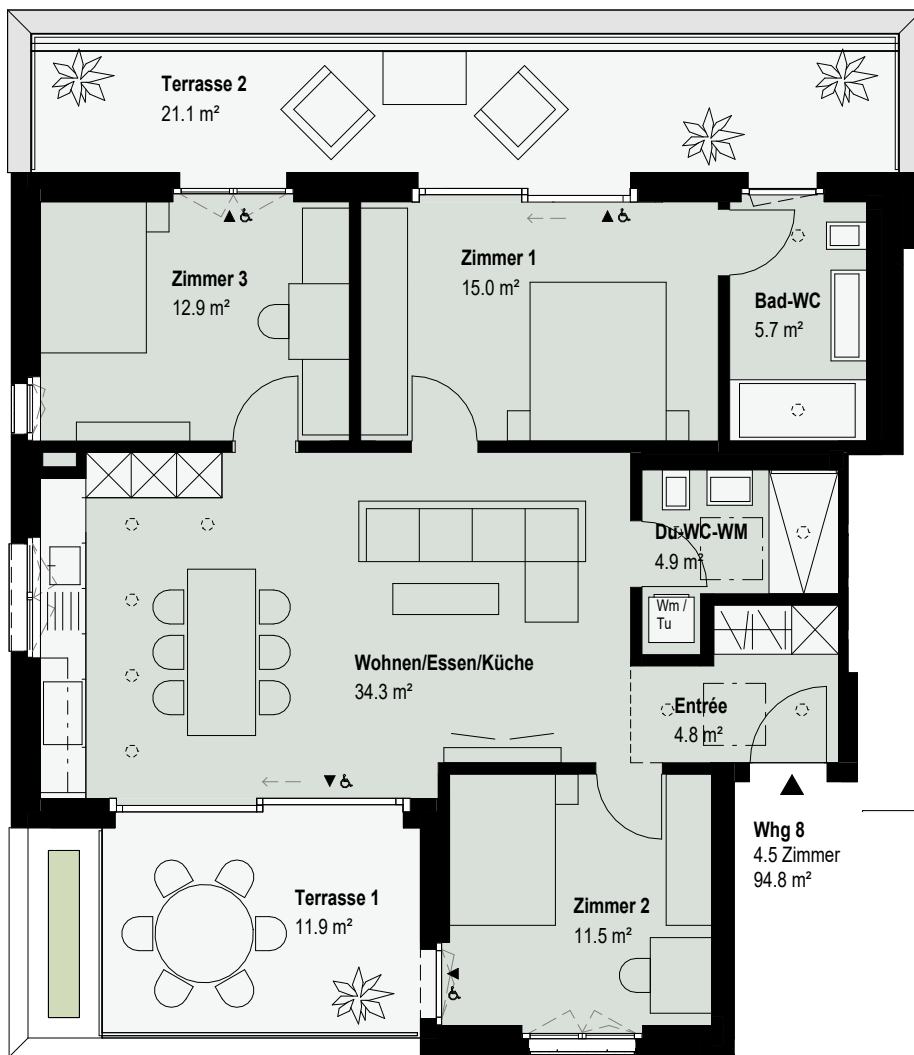 Terrasse 2
21.1 m²
Zimmer 3
12.9 m²
Zimmer 1
15.0 m²
Bad-WC
5.7 m²
Du-WC-WM
4.9 m²
Wm /
Tu
Wohnen/Essen/Küche
34.3 m²
Entrée
4.8 m²
Whg 8
4.5 Zimmer
94.8 m²
Terrasse 1
11.9 m²
Zimmer 2
11.5 m²